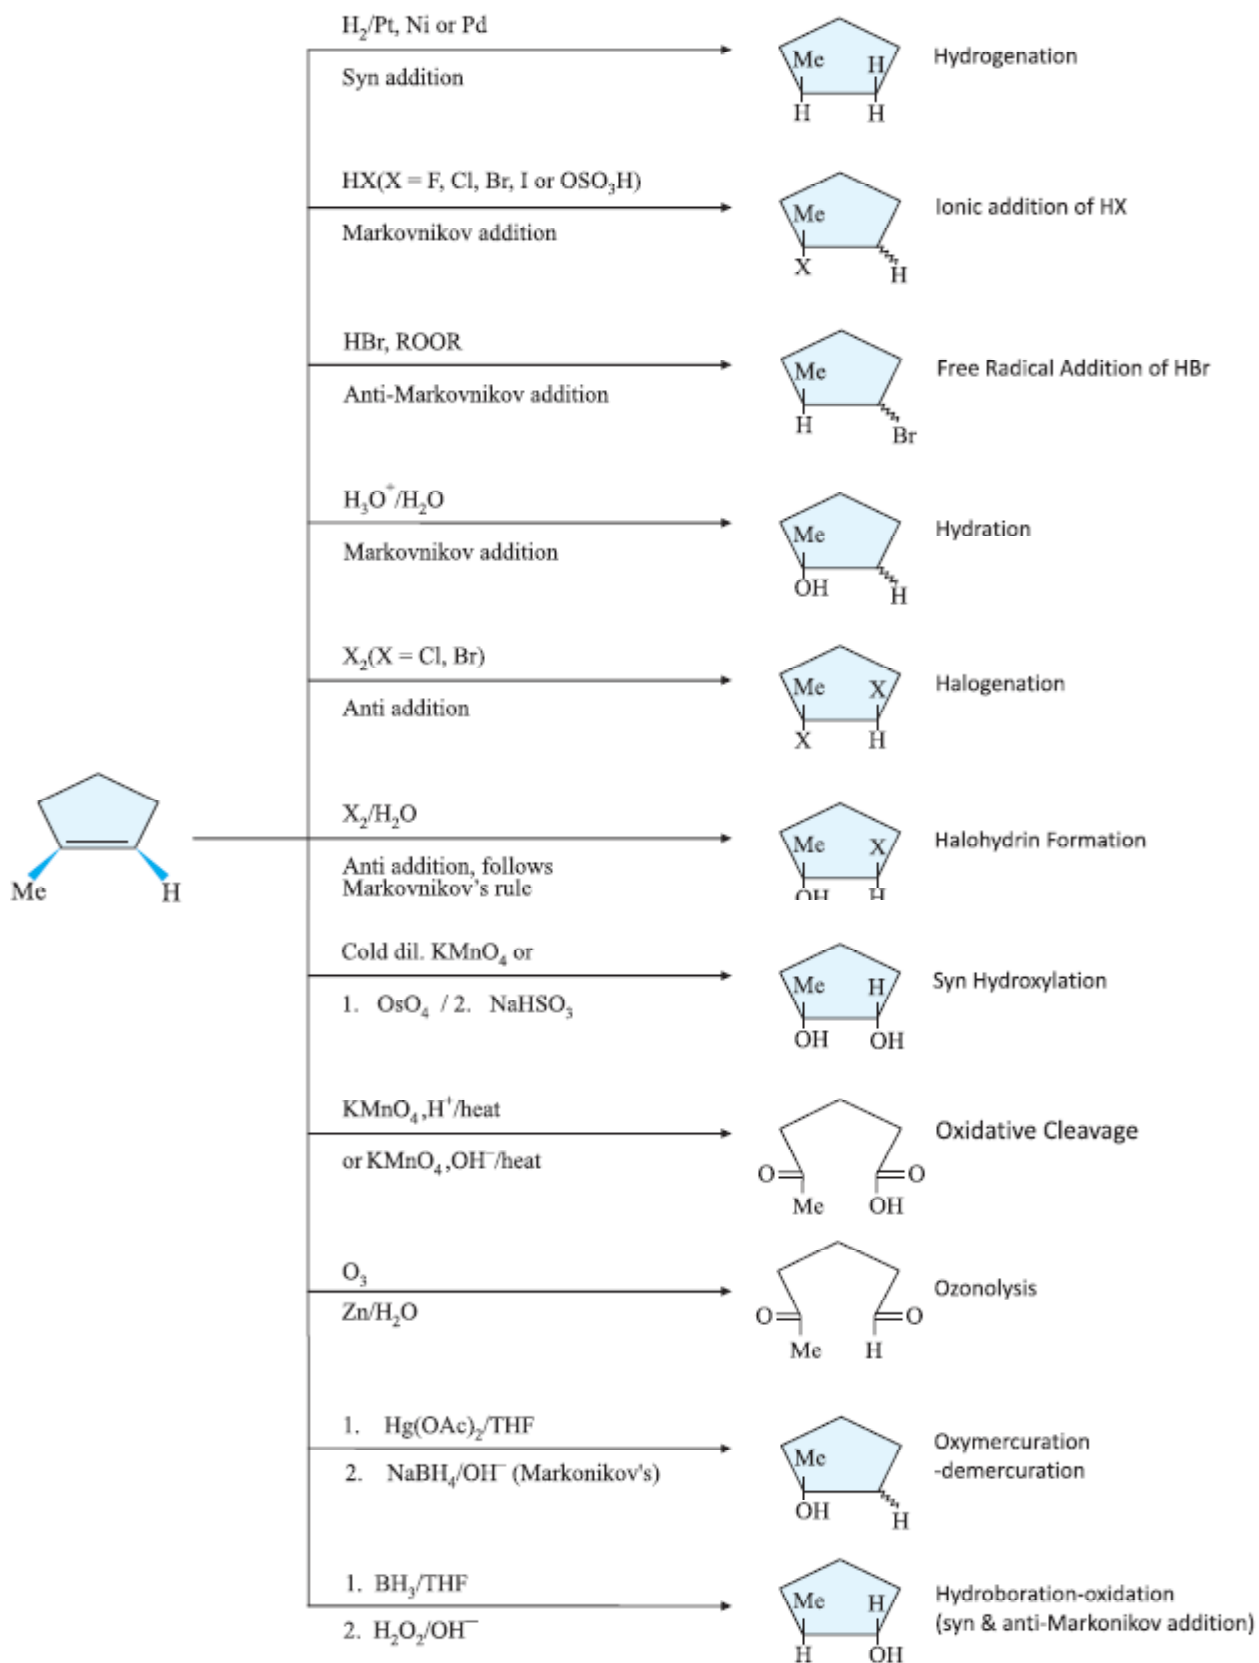 H₂/Pt, Ni or Pd
Syn addition
Me H
H H
Hydrogenation
HX(X = F, Cl, Br, I or OSO₃H)
Markovnikov addition
Me
X H
Ionic addition of HX
HBr, ROOR
Anti-Markovnikov addition
Me
H Br
Free Radical Addition of HBr
H₃O⁺/H₂O
Markovnikov addition
Me
OH H
Hydration
X₂(X = Cl, Br)
Anti addition
Me X
X H
Halogenation
Me H
X₂/H₂O
Anti addition, follows
Markovnikov's rule
Me X
OH H
Halohydrin Formation
Cold dil. KMnO₄ or
1. OsO₄ / 2. NaHSO₃
Me H
OH OH
Syn Hydroxylation
KMnO₄,H⁺/heat
or KMnO₄,OH⁻/heat
O O
Me OH
Oxidative Cleavage
O₃
Zn/H₂O
O O
Me H
Ozonolysis
1. Hg(OAc)₂/THF
2. NaBH₄/OH⁻ (Markonikov's)
Me
OH H
Oxymercuration
-demercuration
1. BH₃/THF
2. H₂O₂/OH⁻
Me H
H OH
Hydroboration-oxidation
(syn & anti-Markonikov addition)